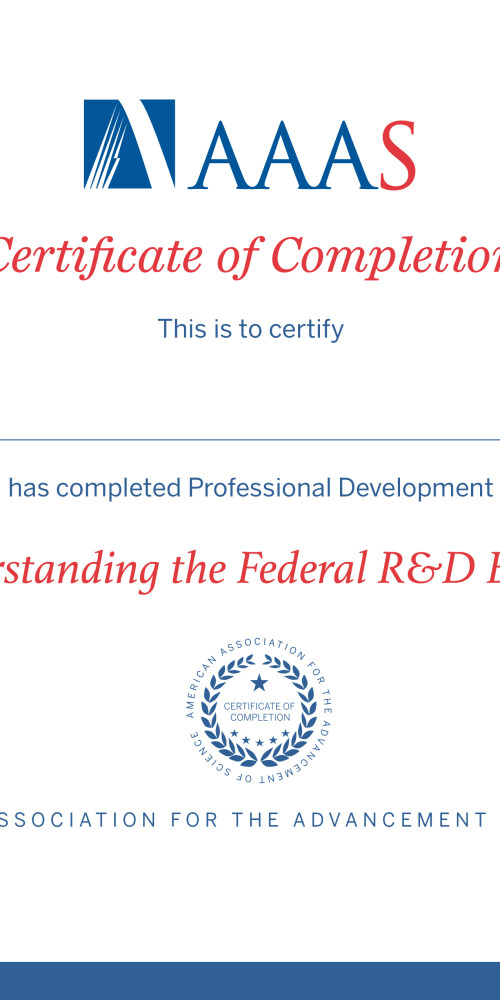 AAAS
Certificate of Completion
This is to certify
has completed Professional Development
rstanding the Federal R&D
AMERICAN ASSOCIATION FOR THE ADVANCEMENT OF SCIENCE
CERTIFICATE OF
COMPLETION
SSOCIATION FOR THE ADVANCEMENT